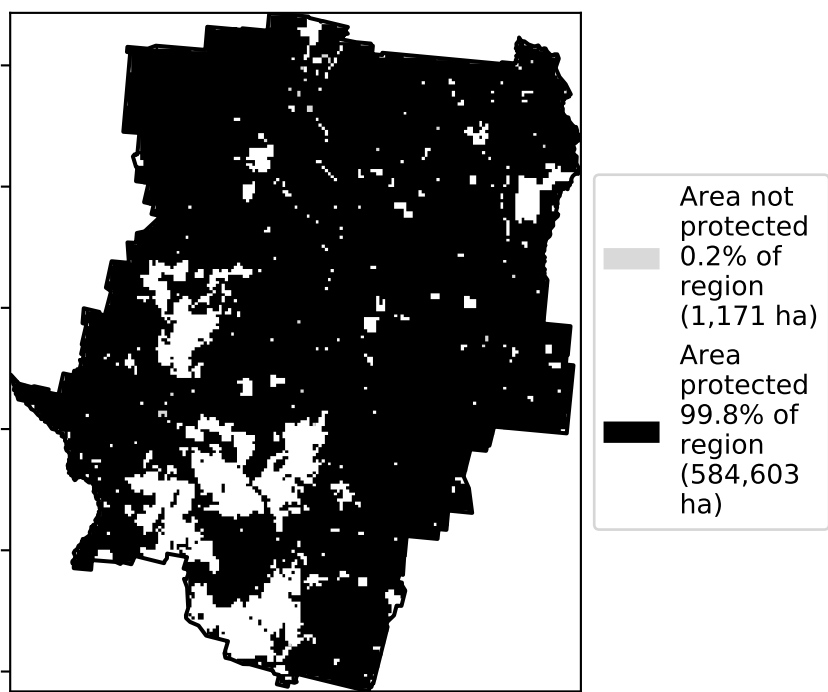 Area not
protected
0.2% of
region
(1,171 ha)
Area
protected
99.8% of
region
(584,603
ha)